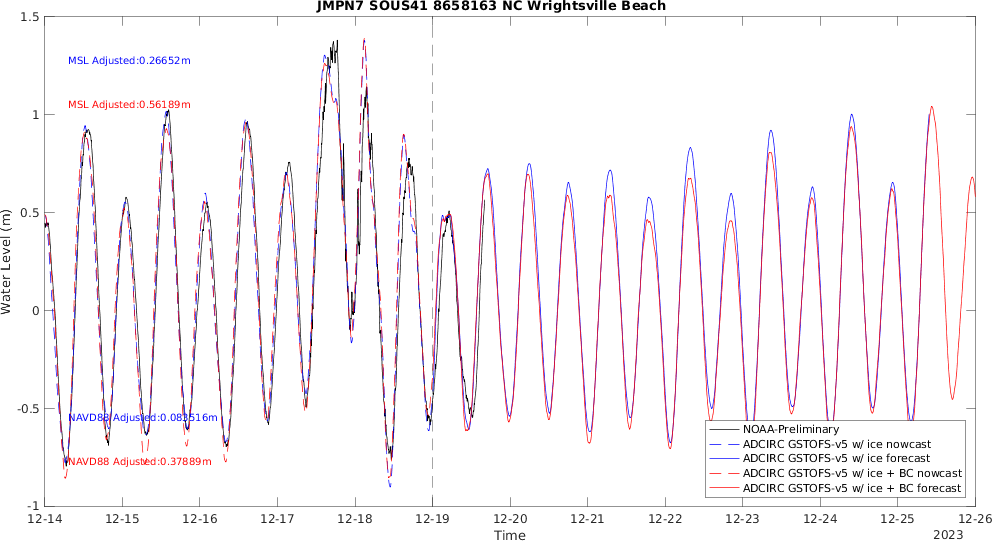 JMPN7 SOUS41 8658163 NC Wrightsville Beach
1.5
MSL Adjusted:0.26652m
MSL Adjusted:0.56189m
1
0.5
Water Level (m)
0
-0.5
NAVD88 Adjusted:0.083516m
NOAA-Preliminary
ADCIRC GSTOFS-v5 w/ ice nowcast
ADCIRC GSTOFS-v5 w/ ice forecast
NAVD88 Adjusted:0.37889m
ADCIRC GSTOFS-v5 w/ ice + BC nowcast
ADCIRC GSTOFS-v5 w/ ice + BC forecast
-1
12-14 12-15 12-16 12-17 12-18 12-19 12-20 12-21 12-22 12-23 12-24 12-25 12-26
Time
2023